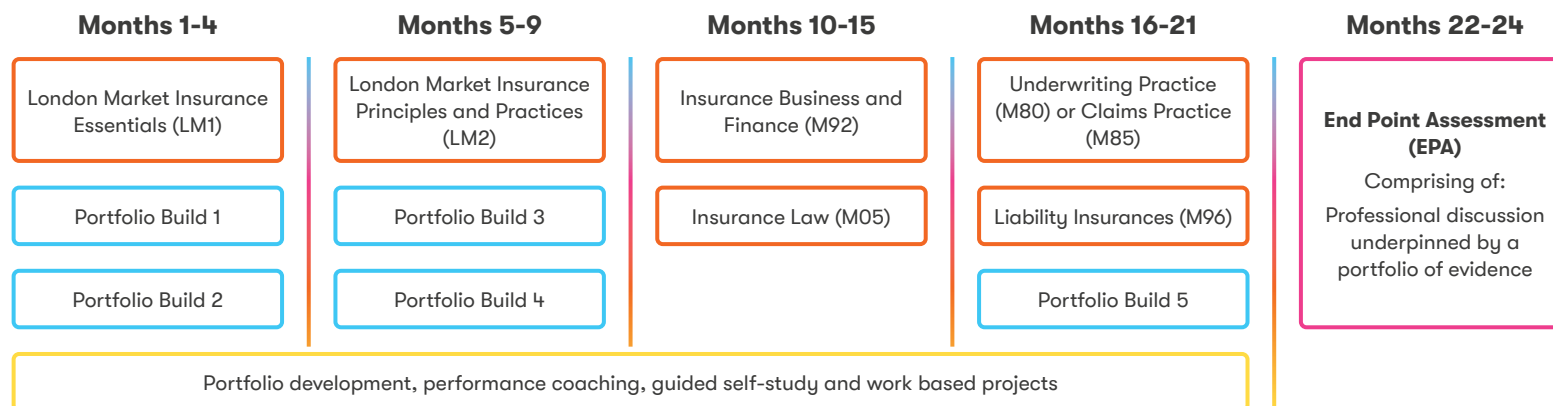 Months 1-4
London Market Insurance
Essentials (LM1)
Portfolio Build 1
Portfolio Build 2
Months 5-9
London Market Insurance
Principles and Practices
(LM2)
Portfolio Build 3
Portfolio Build 4
Months 10-15
Insurance Business and
Finance (M92)
Insurance Law (M05)
Months 16-21
Underwriting Practice
(M80) or Claims Practice
(M85)
Liability Insurances (M96)
Portfolio Build 5
Months 22-24
End Point Assessment
(EPA)
Comprising of:
Professional discussion
underpinned by a
portfolio of evidence
Portfolio development, performance coaching, guided self-study and work based projects